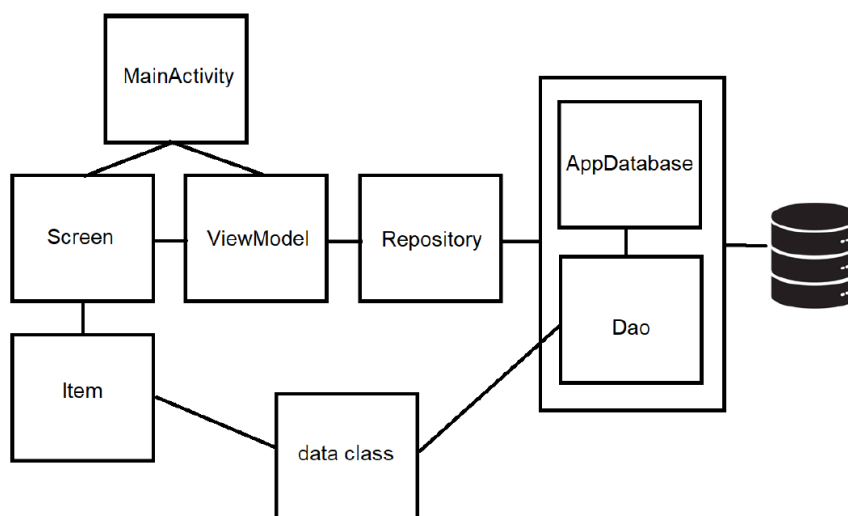 MainActivity
AppDatabase
Screen
ViewModel
Repository
Dao
Item
data class